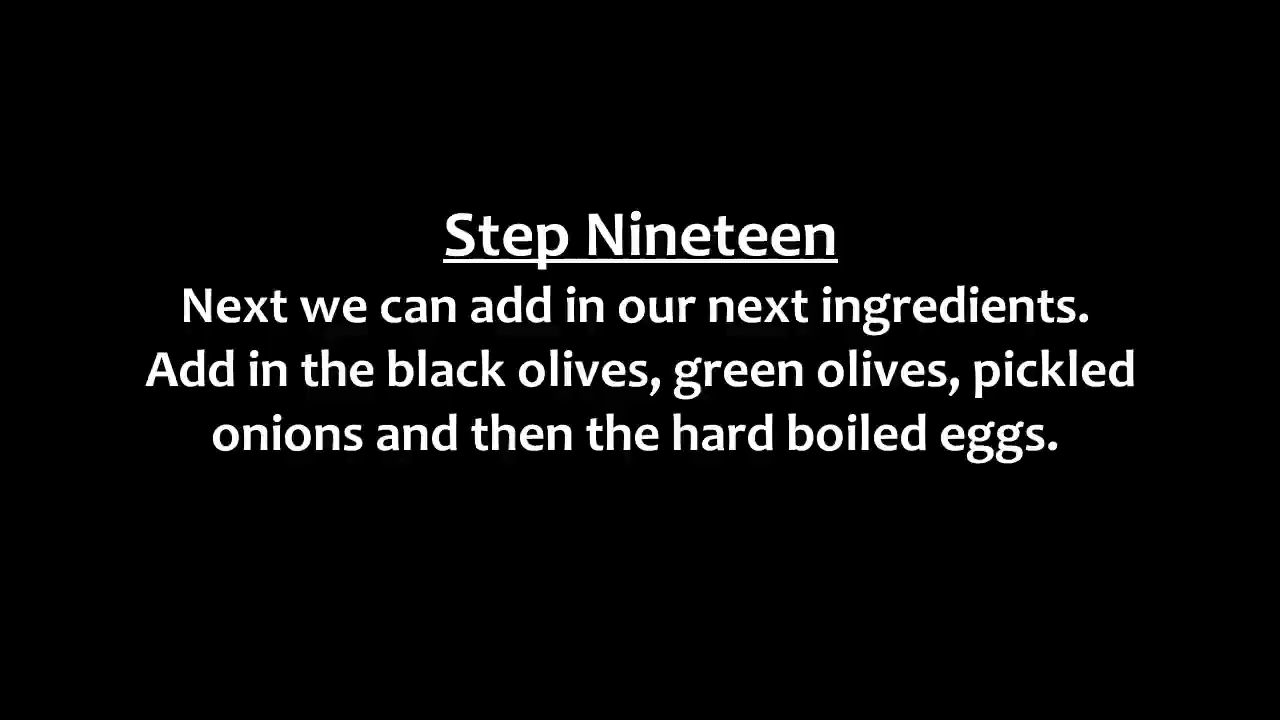 Step Nineteen
Next we can add in our next ingredients.
Add in the black olives, green olives, pickled
onions and then the hard boiled eggs.